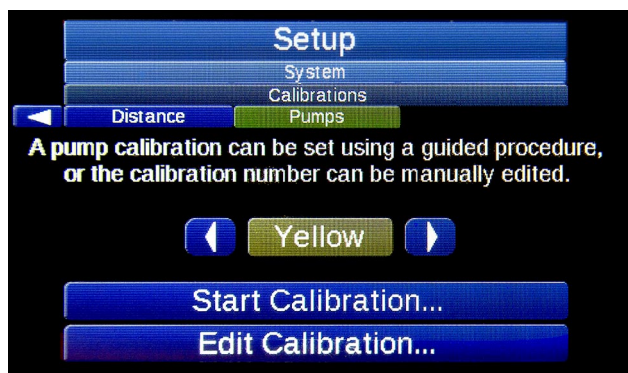 Setup
System
Calibrations
Distance
Pumps
A pump calibration can be set using a guided procedure,
or the calibration number can be manually edited.
Yellow
Start Calibration...
Edit Calibration...